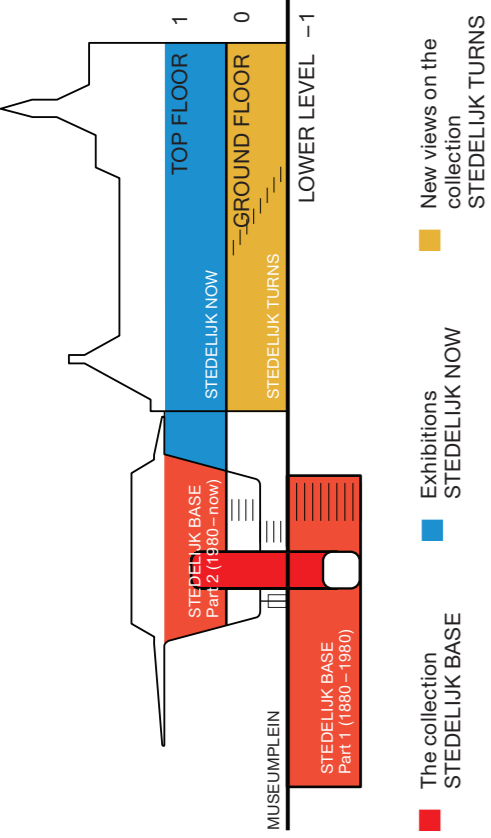 TOP FLOOR 1
GROUND FLOOR 0
LOWER LEVEL –1
STEDELIJK NOW
STEDELIJK TURNS
STEDELIJK BASE
Part 2 (1980–now)
MUSEUMPLEIN
STEDELIJK BASE
Part 1 (1880–1980)
The collection
STEDELIJK BASE
Exhibitions
STEDELIJK NOW
New views on the
collection
STEDELIJK TURNS